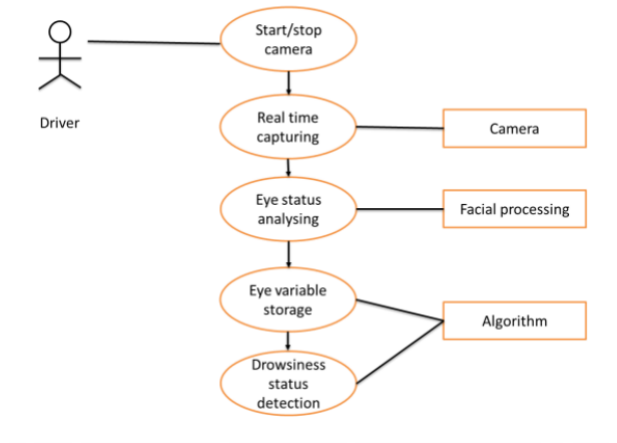 Start/stop
camera
Driver
Real time
capturing
Camera
Eye status
analysing
Facial processing
Eye variable
storage
Algorithm
Drowsiness
status
detection